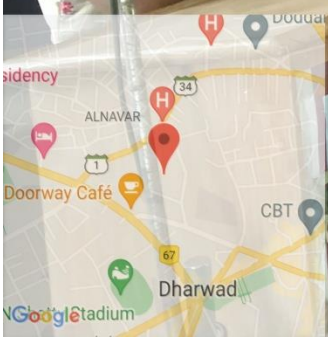 H
Doddar
sidency
34
H
ALNAVAR
1
Doorway Café
CBT
67
Dharwad
Google Stadium